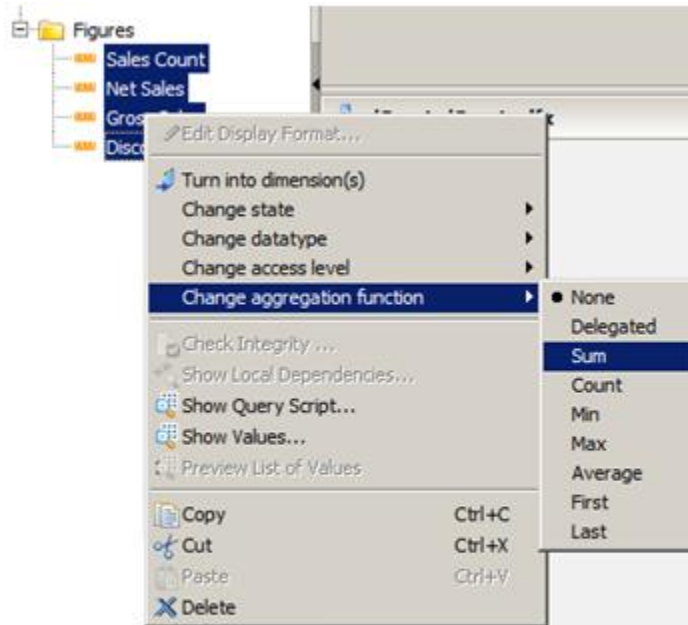 Figures
Sales Count
Net Sales
Gros
Disco
Edit Display Format...
Turn into dimension(s)
Change state
Change datatype
Change access level
Change aggregation function
None
Delegated
Sum
Count
Min
Max
Average
First
Last
Check Integrity ...
Show Local Dependencies...
Show Query Script...
Show Values...
Preview List of Values
Copy Ctrl+C
Cut Ctrl+X
Paste Ctrl+V
Delete